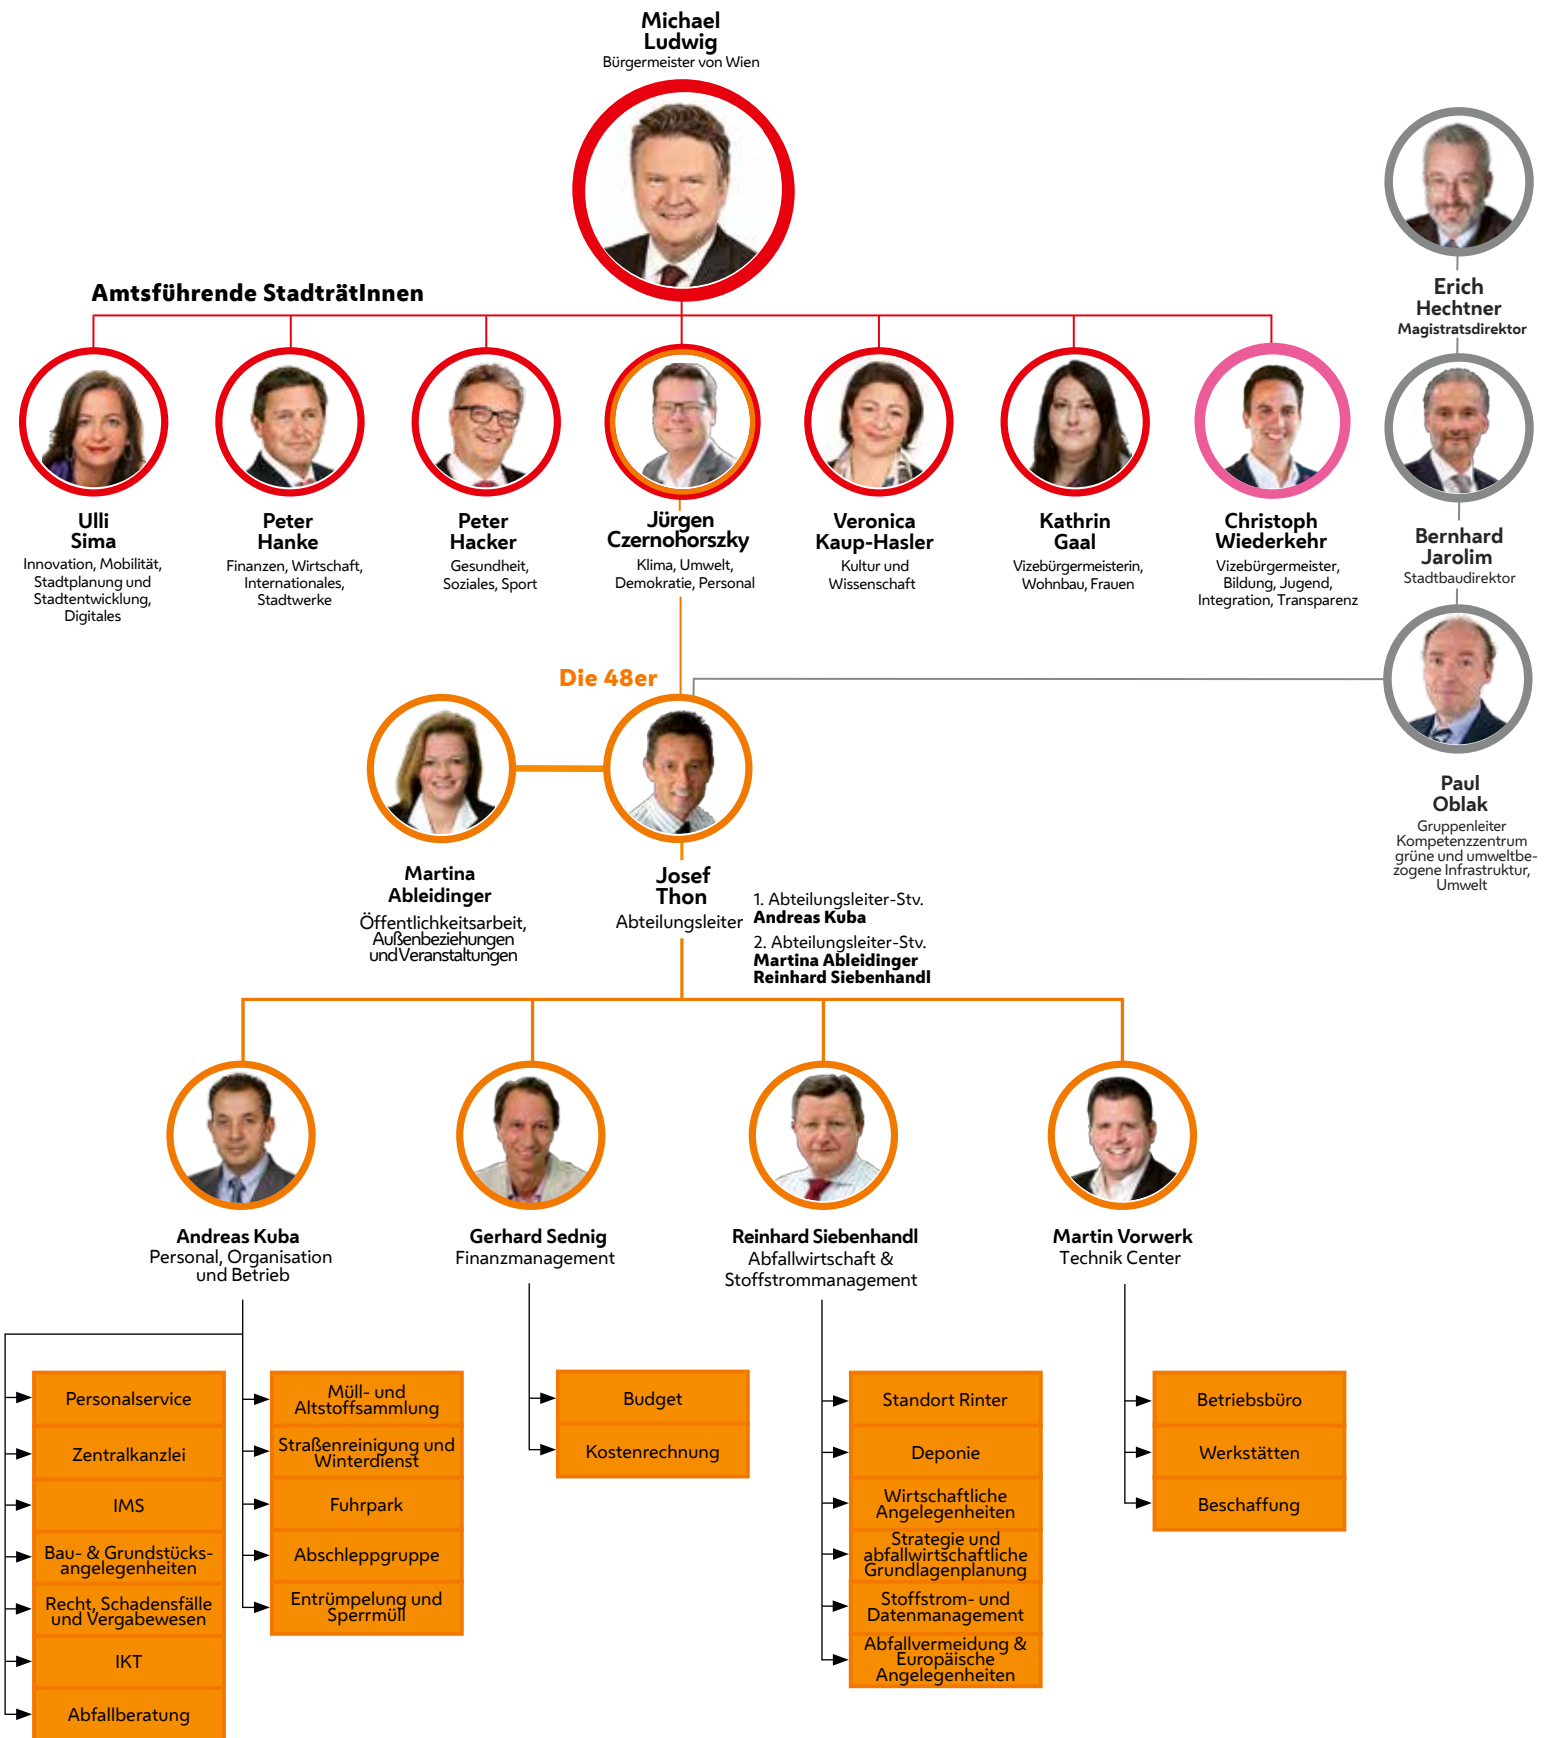 Michael
Ludwig
Bürgermeister von Wien
Amtsführende StadträtInnen
Erich
Hechtner
Magistratsdirektor
Ulli
Sima
Innovation, Mobilität,
Stadtplanung und
Stadtentwicklung,
Digitales
Peter
Hanke
Finanzen, Wirtschaft,
Internationales,
Stadtwerke
Peter
Hacker
Gesundheit,
Soziales, Sport
Jürgen
Czernohorszky
Klima, Umwelt,
Demokratie, Personal
Veronica
Kaup-Hasler
Kultur und
Wissenschaft
Kathrin
Gaal
Vizebürgermeisterin,
Wohnbau, Frauen
Christoph
Wiederkehr
Vizebürgermeister,
Bildung, Jugend,
Integration, Transparenz
Bernhard
Jarolim
Stadtbaudirektor
Die 48er
Paul
Oblak
Gruppenleiter
Kompetenzzentrum
grüne und umweltbe-
zogene Infrastruktur,
Umwelt
Martina
Ableidinger
Öffentlichkeitsarbeit,
Außenbeziehungen
und Veranstaltungen
Josef
Thon
Abteilungsleiter
1. Abteilungsleiter-Stv.
Andreas Kuba
2. Abteilungsleiter-Stv.
Martina Ableidinger
Reinhard Siebenhandl
Andreas Kuba
Personal, Organisation
und Betrieb
Gerhard Sednig
Finanzmanagement
Reinhard Siebenhandl
Abfallwirtschaft &
Stoffstrommanagement
Martin Vorwerk
Technik Center
Personalservice
Zentralkanzlei
IMS
Bau- & Grundstücks-
angelegenheiten
Recht, Schadensfälle
und Vergabewesen
IKT
Abfallberatung
Müll- und
Altstoffsammlung
Straßenreinigung und
Winterdienst
Fuhrpark
Abschleppgruppe
Entrümpelung und
Sperrmüll
Budget
Kostenrechnung
Standort Rinter
Deponie
Wirtschaftliche
Angelegenheiten
Strategie und
abfallwirtschaftliche
Grundlagenplanung
Stoffstrom- und
Datenmanagement
Abfallvermeidung &
Europäische
Angelegenheiten
Betriebsbüro
Werkstätten
Beschaffung